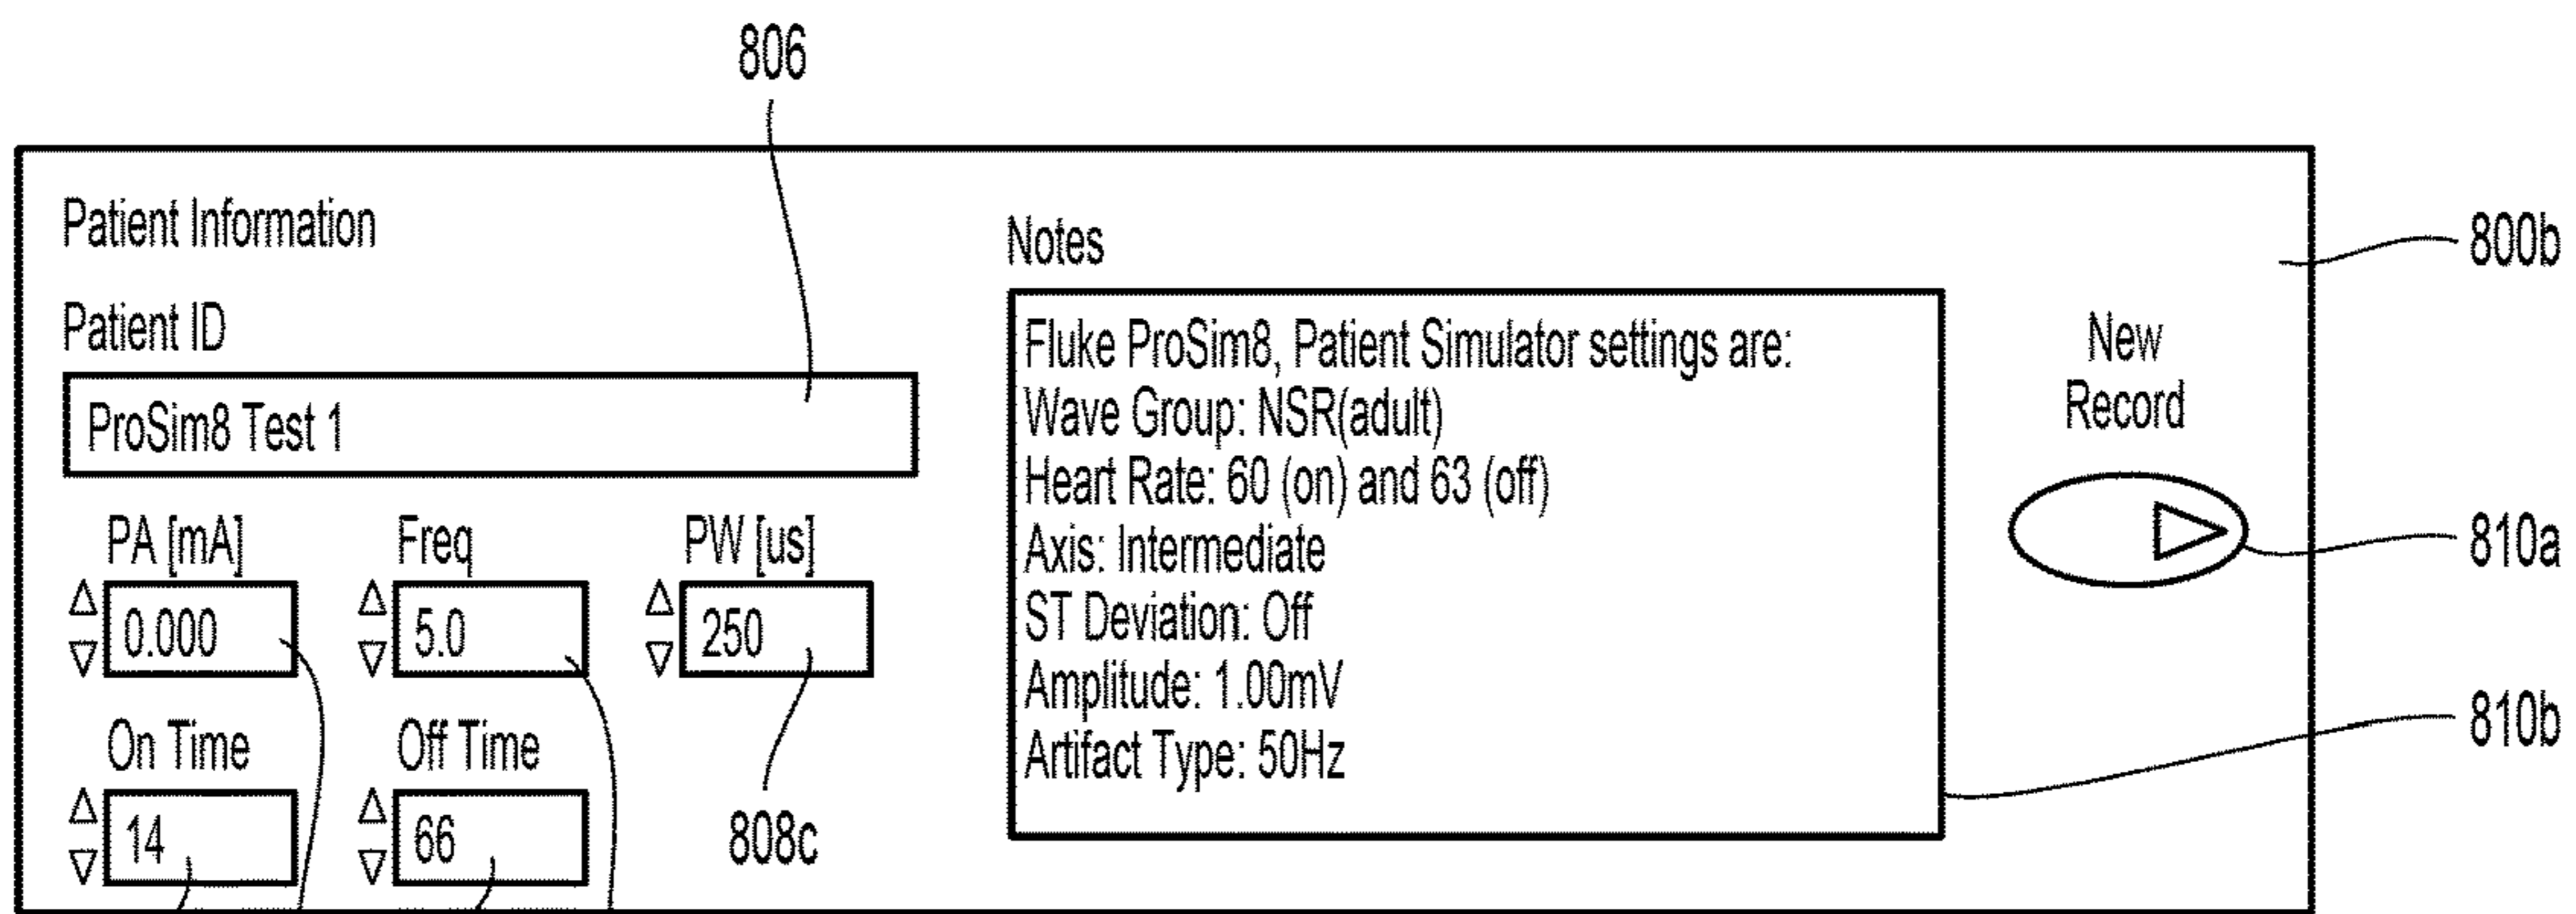 806
Patient Information
Patient ID
ProSim8 Test 1
PA [mA] Freq PW [us]
0.000 5.0 250
On Time Off Time
14 66
808c
Notes
Fluke ProSim8, Patient Simulator settings are:
Wave Group: NSR(adult)
Heart Rate: 60 (on) and 63 (off)
Axis: Intermediate
ST Deviation: Off
Amplitude: 1.00mV
Artifact Type: 50Hz
New
Record
800b
810a
810b